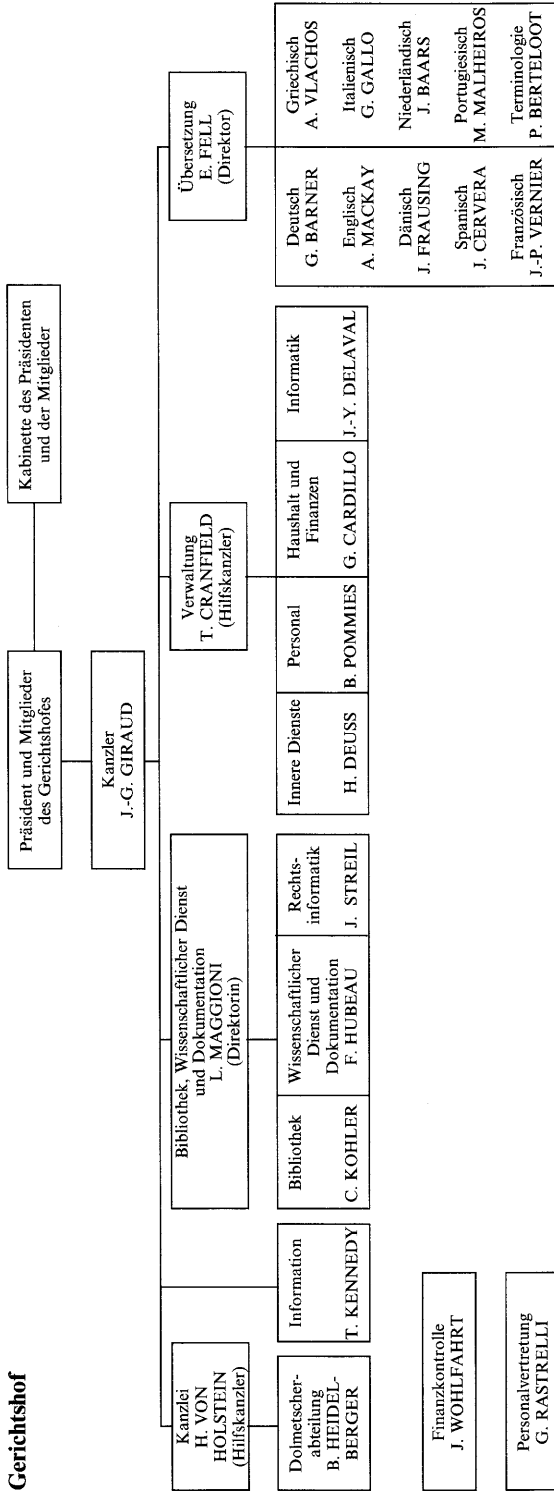 Gerichtshof
Präsident und Mitglieder
des Gerichtshofes
Kabinette des Präsidenten
und der Mitglieder
Kanzler
J.-G. GIRAUD
Kanzlei
H. VON
HOLSTEIN
(Hilfskanzler)
Bibliothek, Wissenschaftlicher Dienst
und Dokumentation
L. MAGGIONI
(Direktorin)
Verwaltung
T. CRANFIELD
(Hilfskanzler)
Übersetzung
E. FELL
(Direktor)
Dolmetscher-
abteilung
B. HEIDEL-
BERGER
Information
T. KENNEDY
Bibliothek
C. KOHLER
Wissenschaftlicher
Dienst und
Dokumentation
F. HUBEAU
Rechts-
informatik
J. STREIL
Innere Dienste
H. DEUSS
Personal
B. POMMIES
Haushalt und
Finanzen
G. CARDILLO
Informatik
J.-Y. DELAVAL
Deutsch
G. BARNER
Englisch
A. MACKAY
Dänisch
J. FRAUSING
Spanisch
J. CERVERA
Französisch
J.-P. VERNIER
Griechisch
A. VLACHOS
Italienisch
G. GALLO
Niederländisch
J. BAARS
Portugiesisch
M. MALHEIROS
Terminologie
P. BERTELOOT
Finanzkontrolle
J. WOHLFAHRT
Personalvertretung
G. RASTRELLI